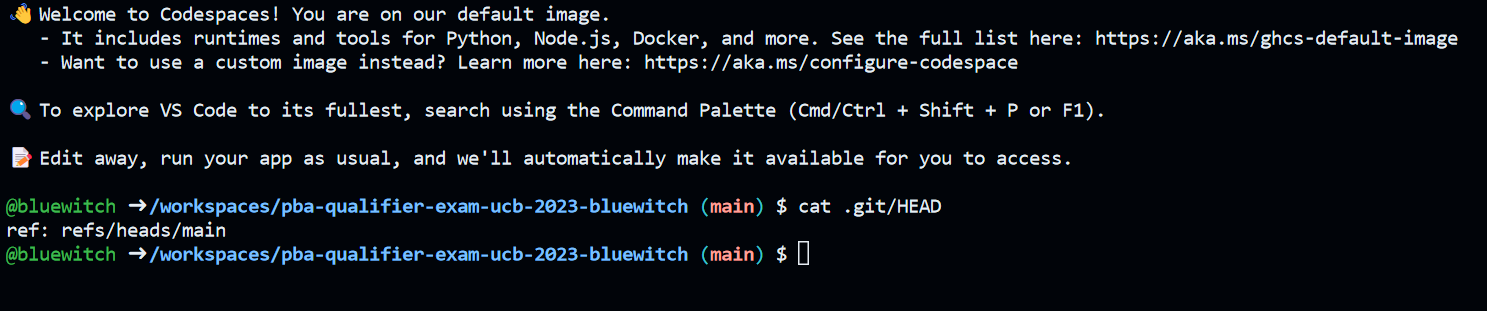 👋 Welcome to Codespaces! You are on our default image.
- It includes runtimes and tools for Python, Node.js, Docker, and more. See the full list here: https://aka.ms/ghcs-default-image
- Want to use a custom image instead? Learn more here: https://aka.ms/configure-codespace
🔍 To explore VS Code to its fullest, search using the Command Palette (Cmd/Ctrl + Shift + P or F1).
📝 Edit away, run your app as usual, and we'll automatically make it available for you to access.
@bluewitch ➜/workspaces/pba-qualifier-exam-ucb-2023-bluewitch (main) $ cat .git/HEAD
ref: refs/heads/main
@bluewitch ➜/workspaces/pba-qualifier-exam-ucb-2023-bluewitch (main) $